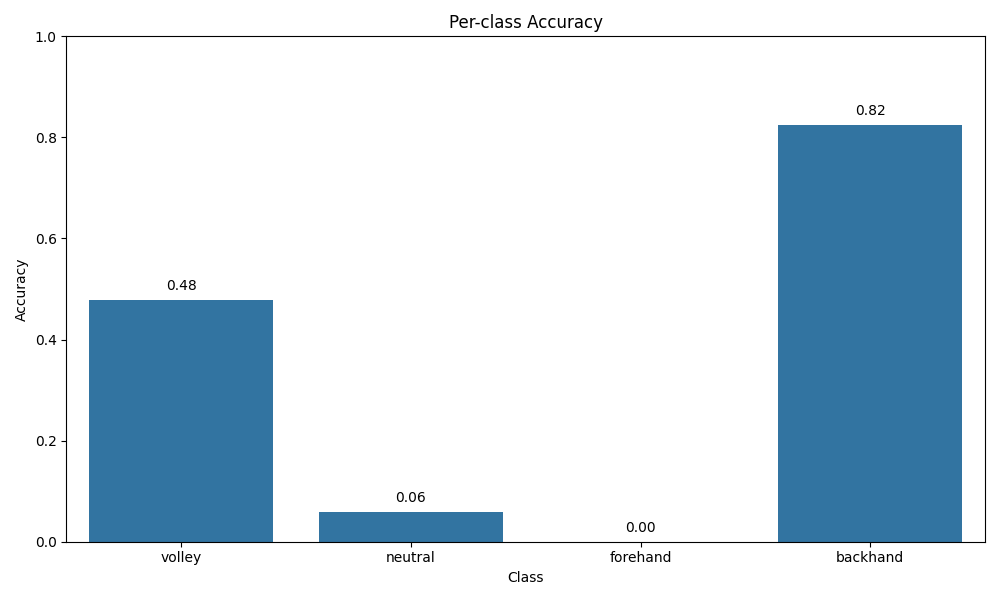 Per-class Accuracy
1.0
0.8
0.6
0.4
0.2
0.0
Accuracy
0.48
0.06
0.00
0.82
volley
neutral
forehand
backhand
Class